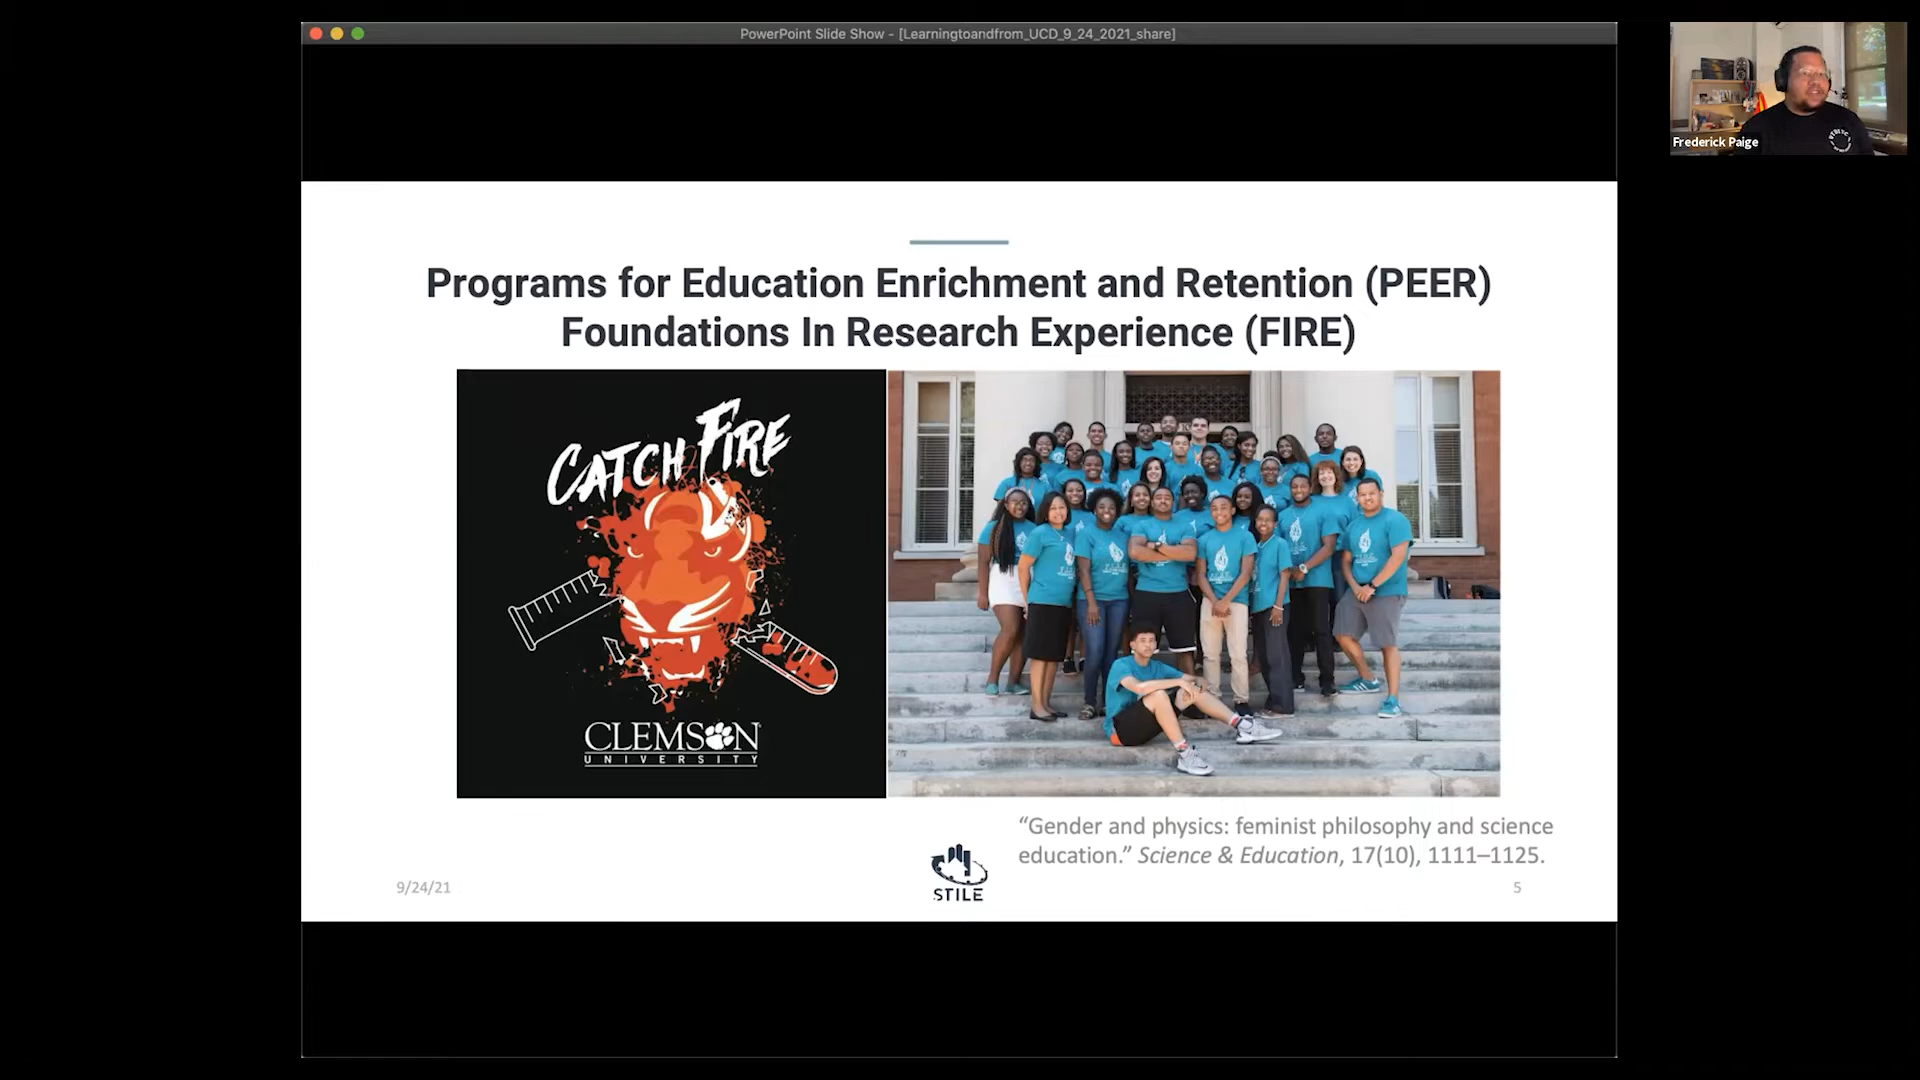 PowerPoint Slide Show - [Learningtoandfrom_UCD_9_24_2021_share]
Frederick Paige
Programs for Education Enrichment and Retention (PEER)
Foundations In Research Experience (FIRE)
CATCH FIRE
CLEMSON
UNIVERSITY
“Gender and physics: feminist philosophy and science
education.” Science & Education, 17(10), 1111–1125.
STILE
9/24/21
5